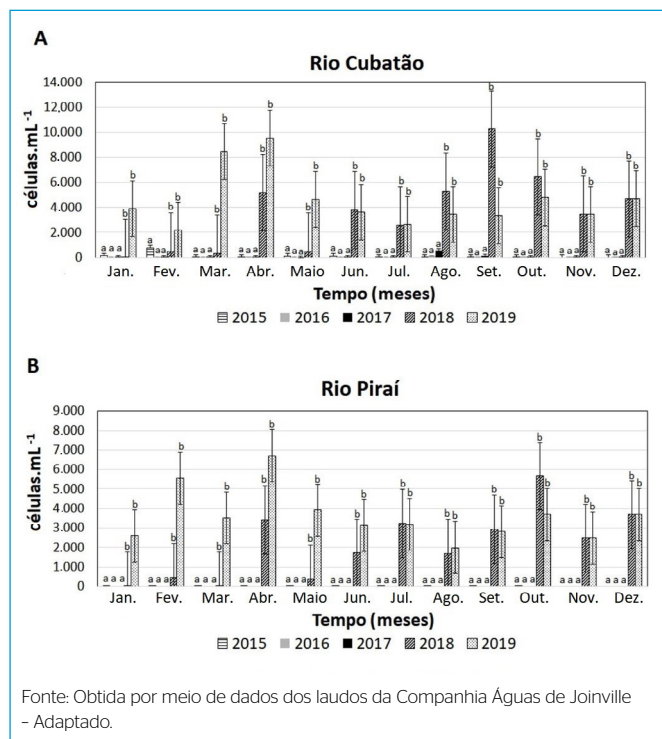 A
Rio Cubatão
células.mL⁻¹
14.000
12.000
10.000
8.000
6.000
4.000
2.000
0
a a a b b a a a b b a a a b b a a a b b a a a b b a a a b b a a a b b a a a b b a a a b b a a a b b a a a b b a a a b b
Jan. Fev. Mar. Abr. Maio Jun. Jul. Ago. Set. Out. Nov. Dez.
Tempo (meses)
2015 2016 2017 2018 2019
B
Rio Piraí
células.mL⁻¹
9.000
8.000
7.000
6.000
5.000
4.000
3.000
2.000
1.000
0
a a a b b a a a b b a a a b b a a a b b a a a b b a a a b b a a a b b a a a b b a a a b b a a a b b a a a b b a a a b b
Jan. Fev. Mar. Abr. Maio Jun. Jul. Ago. Set. Out. Nov. Dez.
Tempo (meses)
2015 2016 2017 2018 2019
Fonte: Obtida por meio de dados dos laudos da Companhia Águas de Joinville
– Adaptado.